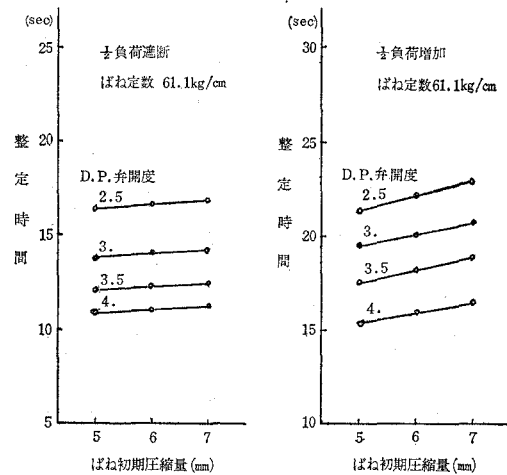 (sec)
25
20
15
10
5
整定時間
½負荷遮断
ばね定数 61.1kg/cm
D.P.弁開度
2.5
3.
3.5
4.
5 6 7
ばね初期圧縮量(mm)
(sec)
30
25
20
15
10
整定時間
½負荷増加
ばね定数61.1kg/cm
D.P.弁開度
2.5
3.
3.5
4.
5 6 7
ばね初期圧縮量(mm)